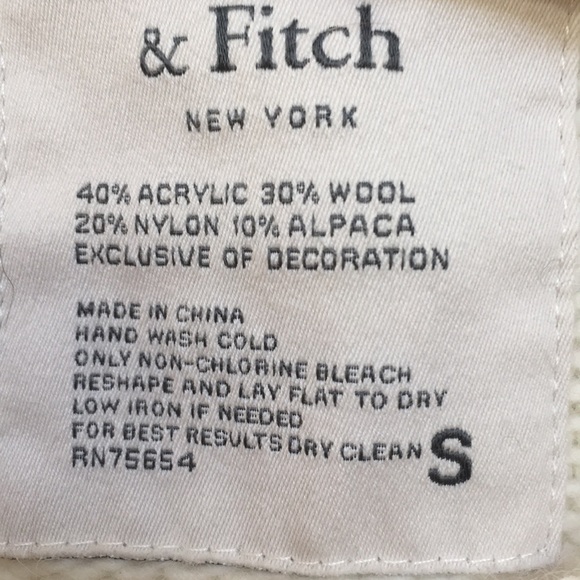 & Fitch
NEW YORK
40% ACRYLIC 30% WOOL
20% NYLON 10% ALPACA
EXCLUSIVE OF DECORATION
MADE IN CHINA
HAND WASH COLD
ONLY NON-CHLORINE BLEACH
RESHAPE AND LAY FLAT TO DRY
LOW IRON IF NEEDED
FOR BEST RESULTS DRY CLEAN S
RN75654